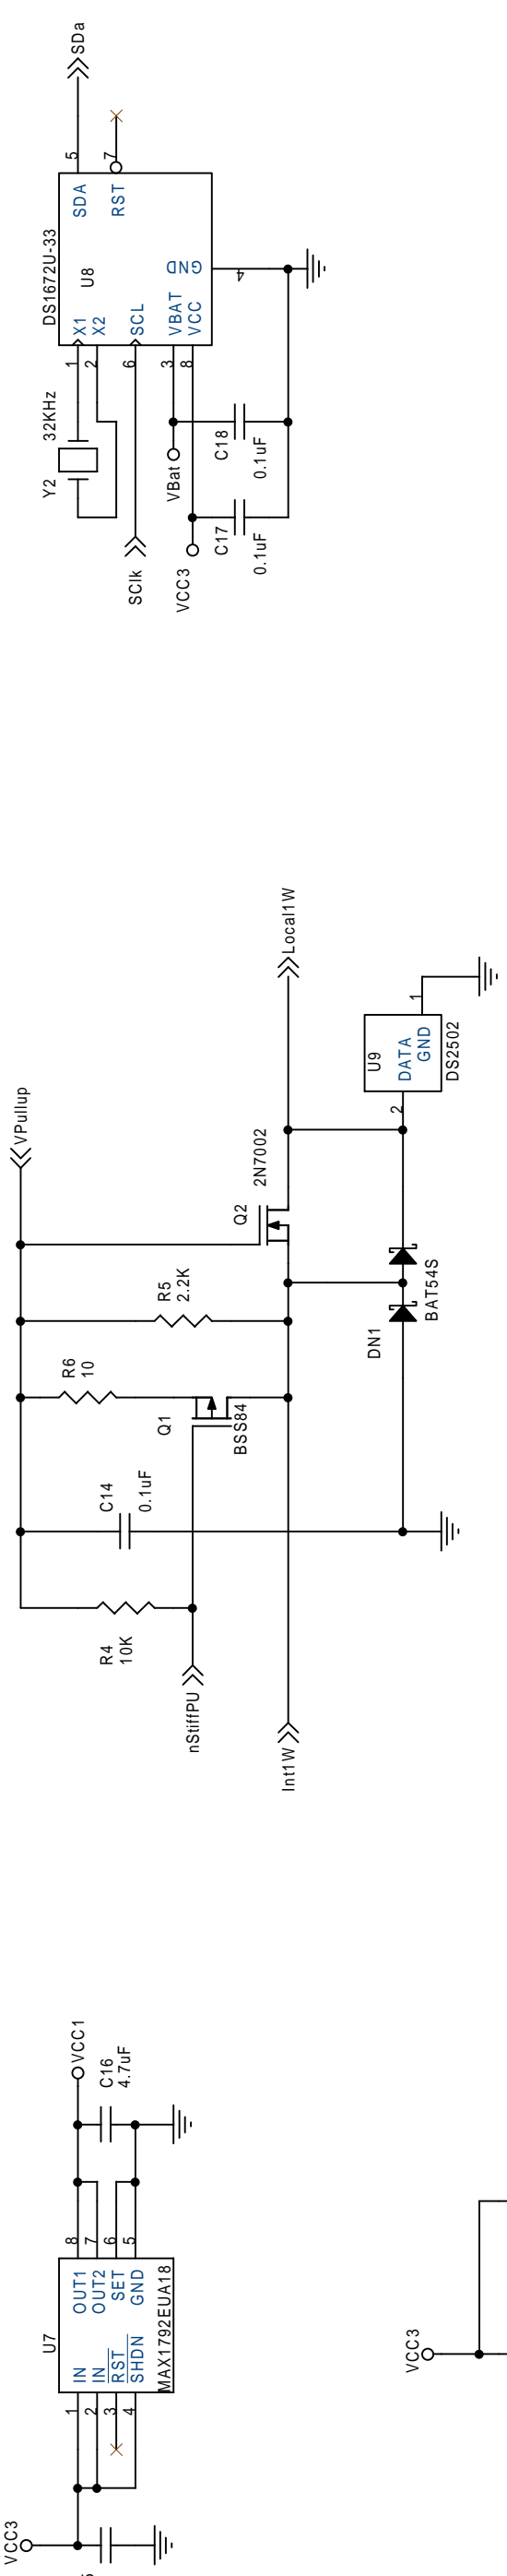 VCC3
U7
1
2
3
4
IN
IN
RST
SHDN
OUT1
OUT2
SET
GND
8
7
6
5
MAX1792EUA18
VCC1
C16
4.7uF
VCC3
nStiffPU
Int1W
R4
10K
C14
0.1uF
R6
10
Q1
BSS84
R5
2.2K
Q2
2N7002
DN1
BAT54S
VPullup
Local1W
2
U9
DATA
GND
DS2502
1
VCC3
SClk
VBat
C17
0.1uF
C18
0.1uF
Y2
32KHz
1
2
6
3
8
DS1672U-33
U8
X1
X2
SCL
VBAT
VCC
GND
4
SDA
RST
5
7
SDa